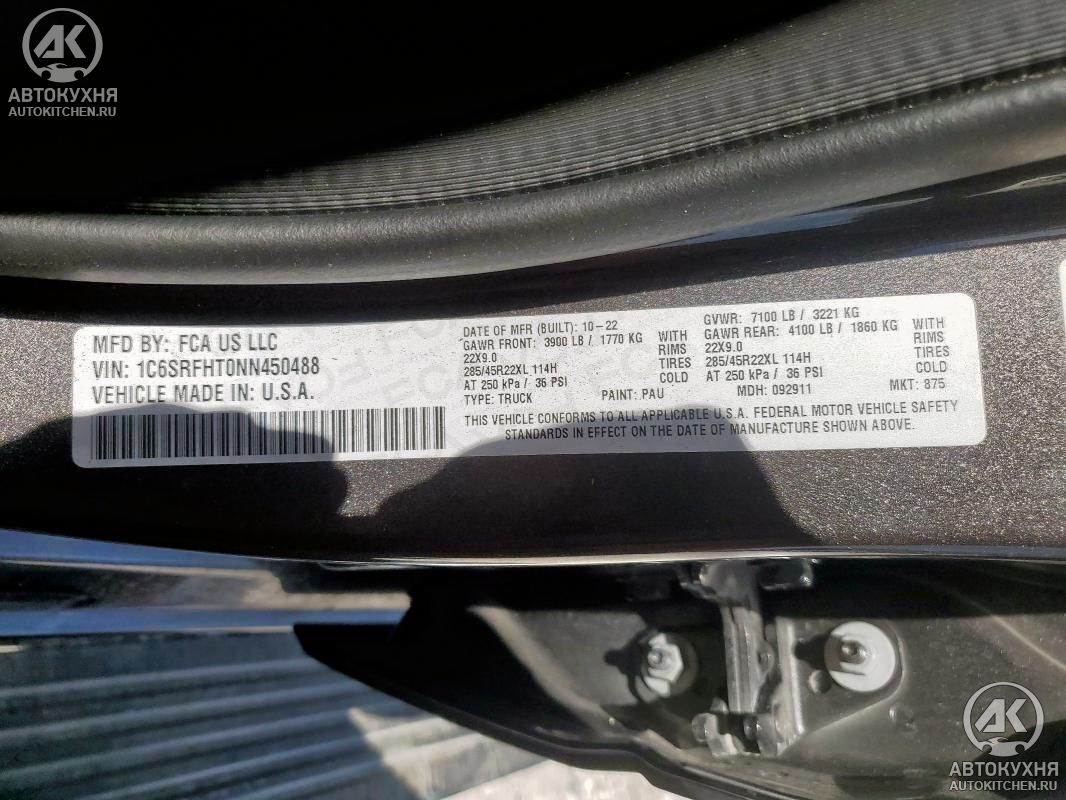 AK
АВТОКУХНЯ
AUTOKITCHEN.RU
MFD BY: FCA US LLC
VIN: 1C6SRFHT0NN450488
VEHICLE MADE IN: U.S.A.
DATE OF MFR (BUILT): 10-22
GAWR FRONT: 3900 LB / 1770 KG WITH
22X9.0 RIMS
285/45R22XL 114H TIRES
AT 250 kPa / 36 PSI COLD
TYPE: TRUCK PAINT: PAU
GVWR: 7100 LB / 3221 KG
GAWR REAR: 4100 LB / 1860 KG WITH
22X9.0 RIMS
285/45R22XL 114H TIRES
AT 250 kPa / 36 PSI COLD
MDH: 092911 MKT: 875
THIS VEHICLE CONFORMS TO ALL APPLICABLE U.S.A. FEDERAL MOTOR VEHICLE SAFETY
STANDARDS IN EFFECT ON THE DATE OF MANUFACTURE SHOWN ABOVE.
AK
АВТОКУХНЯ
AUTOKITCHEN.RU